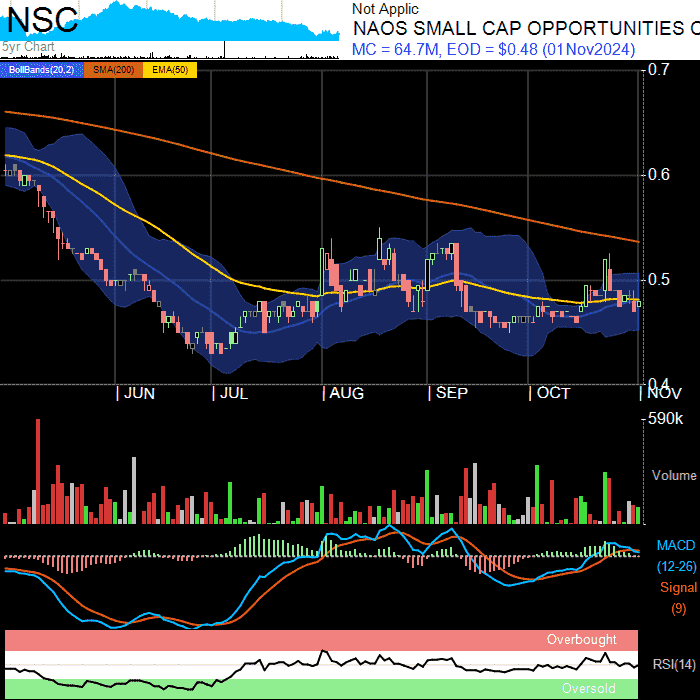 NSC
5yr Chart
Not Applic
NAOS SMALL CAP OPPORTUNITIES C
MC = 64.7M, EOD = $0.48 (01Nov2024)
BollBands(20,2) SMA(200) EMA(50)
0.7
0.6
0.5
0.4
| JUN | JUL | AUG | SEP | OCT | NOV
590k
Volume
MACD
(12-26)
Signal
(9)
Overbought
RSI(14)
Oversold